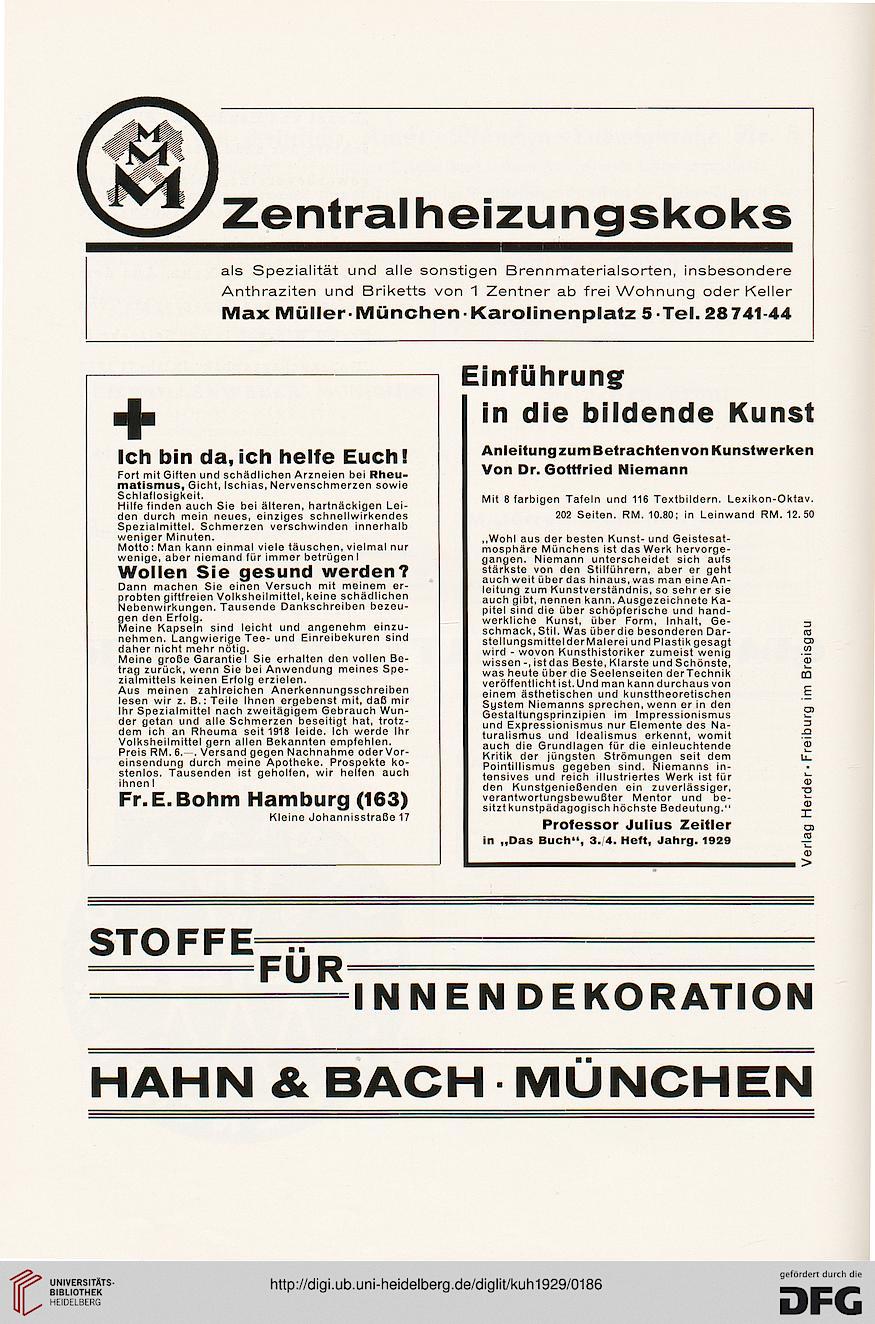 M
M
M
Zentralheizungskoks
als Spezialität und alle sonstigen Brennmaterialsorten, insbesondere
Anthraziten und Briketts von 1 Zentner ab frei Wohnung oder Keller
Max Müller · München · Karolinenplatz 5 · Tel. 28741-44
Ich bin da, ich helfe Euch!
Fort mit Giften und schädlichen Arzneien bei Rheu-
matismus, Gicht, Ischias, Nervenschmerzen sowie
Schlaflosigkeit.
Hilfe finden auch Sie bei älteren, hartnäckigen Lei-
den durch mein neues, einziges schnellwirkendes
Spezialmittel. Schmerzen verschwinden innerhalb
weniger Minuten.
Motto: Man kann einmal viele täuschen, vielmal nur
wenige, aber niemand für immer betrügen!
Wollen Sie gesund werden?
Dann machen Sie einen Versuch mit meinem er-
probten giftfreien Volksheilmittel, keine schädlichen
Nebenwirkungen. Tausende Dankschreiben bezeu-
gen den Erfolg.
Meine Kapseln sind leicht und angenehm einzu-
nehmen. Langwierige Tee- und Einreibekuren sind
daher nicht mehr nötig.
Meine große Garantie! Sie erhalten den vollen Be-
trag zurück, wenn Sie bei Anwendung meines Spe-
zialmittels keinen Erfolg erzielen.
Aus meinen zahlreichen Anerkennungsschreiben
lesen wir z. B.: Teile Ihnen ergebenst mit, daß mir
Ihr Spezialmittel nach zweitägigem Gebrauch Wun-
der getan und alle Schmerzen beseitigt hat, trotz-
dem ich an Rheuma seit 1918 leide. Ich werde Ihr
Volksheilmittel gern allen Bekannten empfehlen.
Preis RM. 6.—. Versand gegen Nachnahme oder Vor-
einsendung durch meine Apotheke. Prospekte ko-
stenlos. Tausenden ist geholfen, wir helfen auch
ihnen!
Fr. E. Bohm Hamburg (163)
Kleine Johannisstraße 17
Einführung
in die bildende Kunst
Anleitung zum Betrachten von Kunstwerken
Von Dr. Gottfried Niemann
Mit 8 farbigen Tafeln und 116 Textbildern. Lexikon-Oktav.
202 Seiten. RM. 10.80; in Leinwand RM. 12.50
„Wohl aus der besten Kunst- und Geistesat-
mosphäre Münchens ist das Werk hervorge-
gangen. Niemann unterscheidet sich aufs
stärkste von den Stilführern, aber er geht
auch weit über das hinaus, was man eine An-
leitung zum Kunstverständnis, so sehr er sie
auch gibt, nennen kann. Ausgezeichnete Ka-
pitel sind die über schöpferische und hand-
werkliche Kunst, über Form, Inhalt, Ge-
schmack, Stil. Was über die besonderen Dar-
stellungsmittel der Malerei und Plastik gesagt
wird - wovon Kunsthistoriker zumeist wenig
wissen -, ist das Beste, Klarste und Schönste,
was heute über die Seelenseiten der Technik
veröffentlicht ist. Und man kann durchaus von
einem ästhetischen und kunsttheoretischen
System Niemanns sprechen, wenn er in den
Gestaltungsprinzipien im Impressionismus
und Expressionismus nur Elemente des Na-
turalismus und Idealismus erkennt, womit
auch die Grundlagen für die einleuchtende
Kritik der jüngsten Strömungen seit dem
Pointillismus gegeben sind. Niemanns in-
tensives und reich illustriertes Werk ist für
den Kunstgenießenden ein zuverlässiger,
verantwortungsbewußter Mentor und be-
sitzt kunstpädagogisch höchste Bedeutung."
Professor Julius Zeitler
in „Das Buch", 3./4. Heft, Jahrg. 1929
Verlag Herder · Freiburg im Breisgau
STOFFE
FÜR
INNENDEKORATION
HAHN & BACH · MÜNCHEN
UNIVERSITÄTS-
BIBLIOTHEK
HEIDELBERG
http://digi.ub.uni-heidelberg.de/diglit/kuh1929/0186
gefördert durch die
DFG